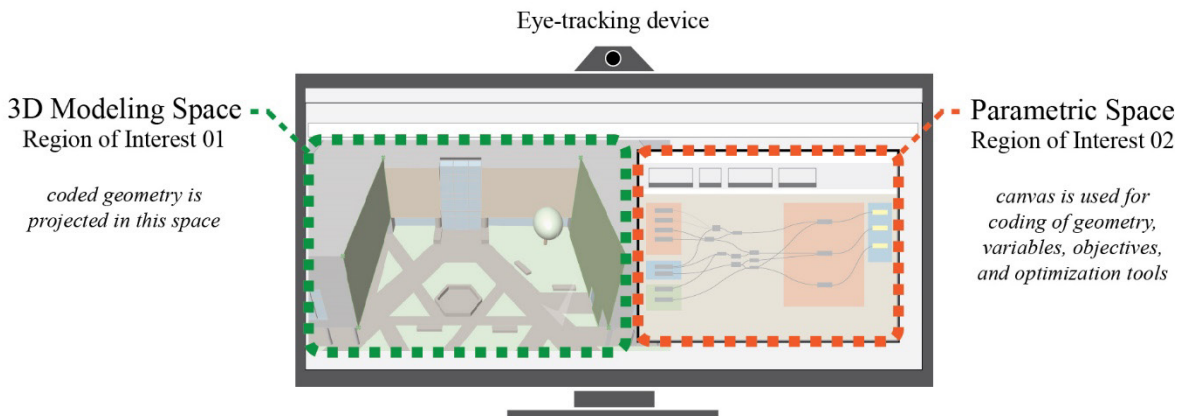 Eye-tracking device
3D Modeling Space
Region of Interest 01
coded geometry is
projected in this space
Parametric Space
Region of Interest 02
canvas is used for
coding of geometry,
variables, objectives,
and optimization tools